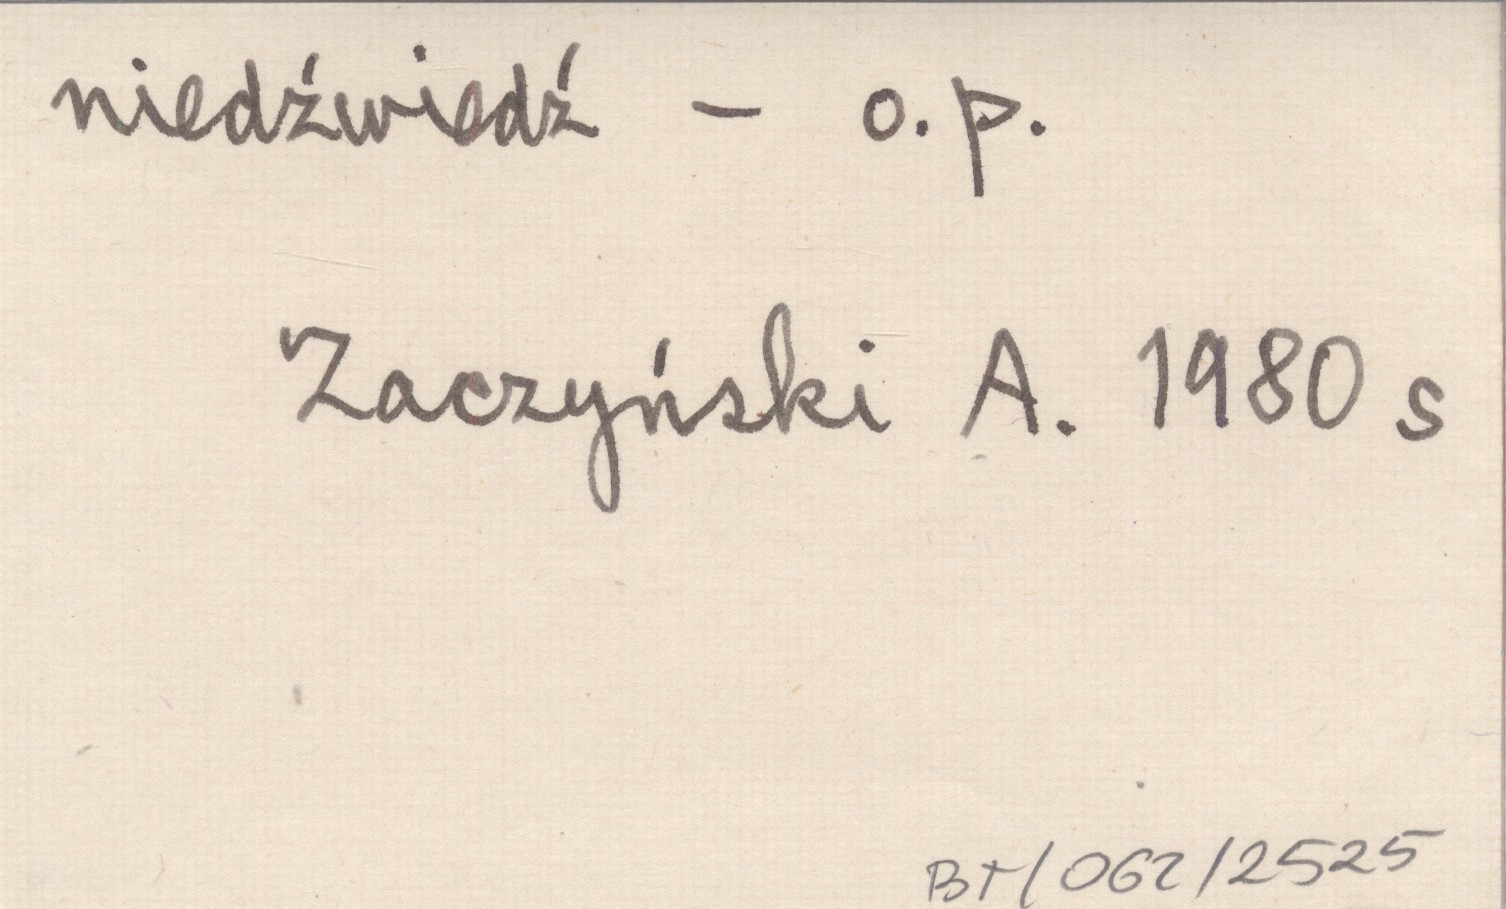 niedźwiedź - o.p.
Zaczyński A. 1980 s
BT/062/2525